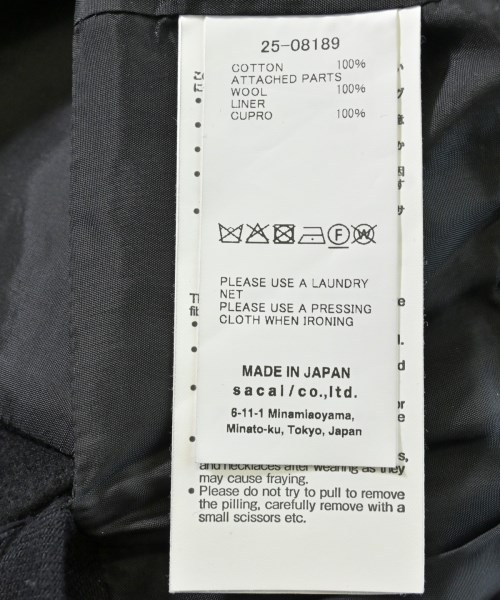 25-08189
COTTON 100%
ATTACHED PARTS
WOOL 100%
LINER
CUPRO 100%
F
W
PLEASE USE A LAUNDRY
NET
PLEASE USE A PRESSING
CLOTH WHEN IRONING
MADE IN JAPAN
sacai/co.,ltd.
6-11-1 Minamiaoyama,
Minato-ku, Tokyo, Japan
and necklaces after wearing as they
may cause fraying.
• Please do not try to pull to remove
the pilling, carefully remove with a
small scissors etc.